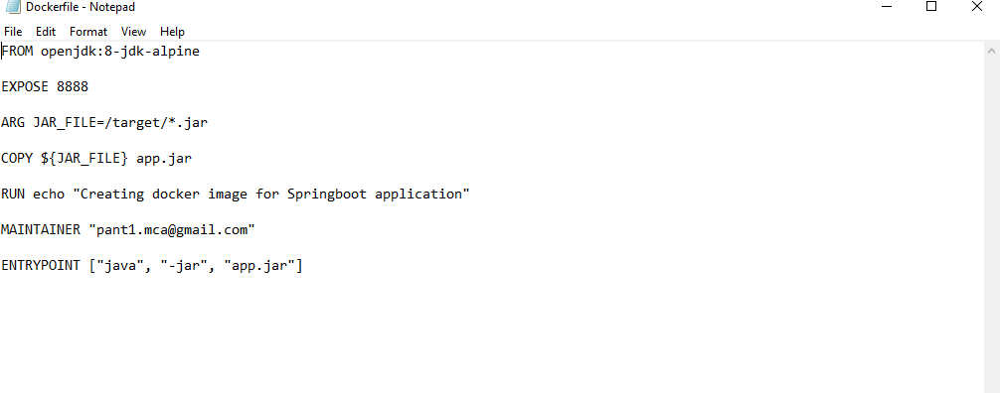 Dockerfile - Notepad
File Edit Format View Help
FROM openjdk:8-jdk-alpine
EXPOSE 8888
ARG JAR_FILE=/target/*.jar
COPY ${JAR_FILE} app.jar
RUN echo "Creating docker image for Springboot application"
MAINTAINER "pant1.mca@gmail.com"
ENTRYPOINT ["java", "-jar", "app.jar"]